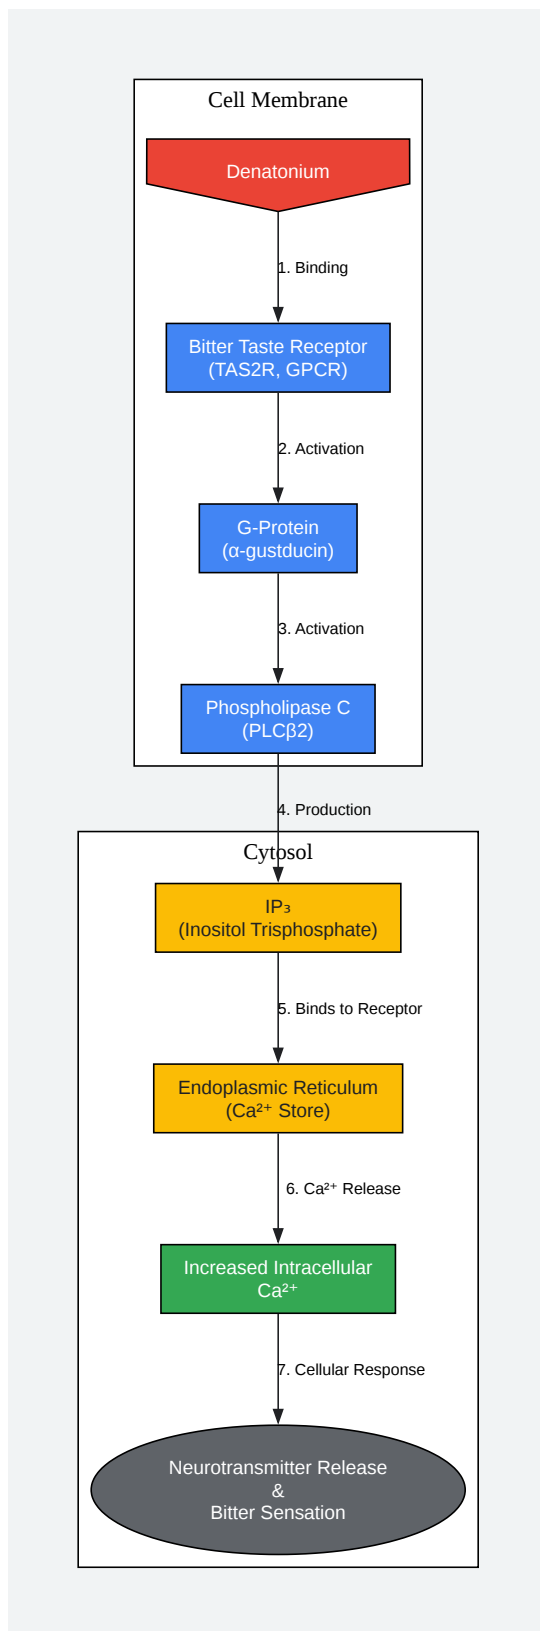 Cell Membrane
Denatonium
1. Binding
Bitter Taste Receptor
(TAS2R, GPCR)
2. Activation
G-Protein
(α-gustducin)
3. Activation
Phospholipase C
(PLCβ2)
4. Production
Cytosol
IP₃
(Inositol Trisphosphate)
5. Binds to Receptor
Endoplasmic Reticulum
(Ca²⁺ Store)
6. Ca²⁺ Release
Increased Intracellular
Ca²⁺
7. Cellular Response
Neurotransmitter Release
&
Bitter Sensation